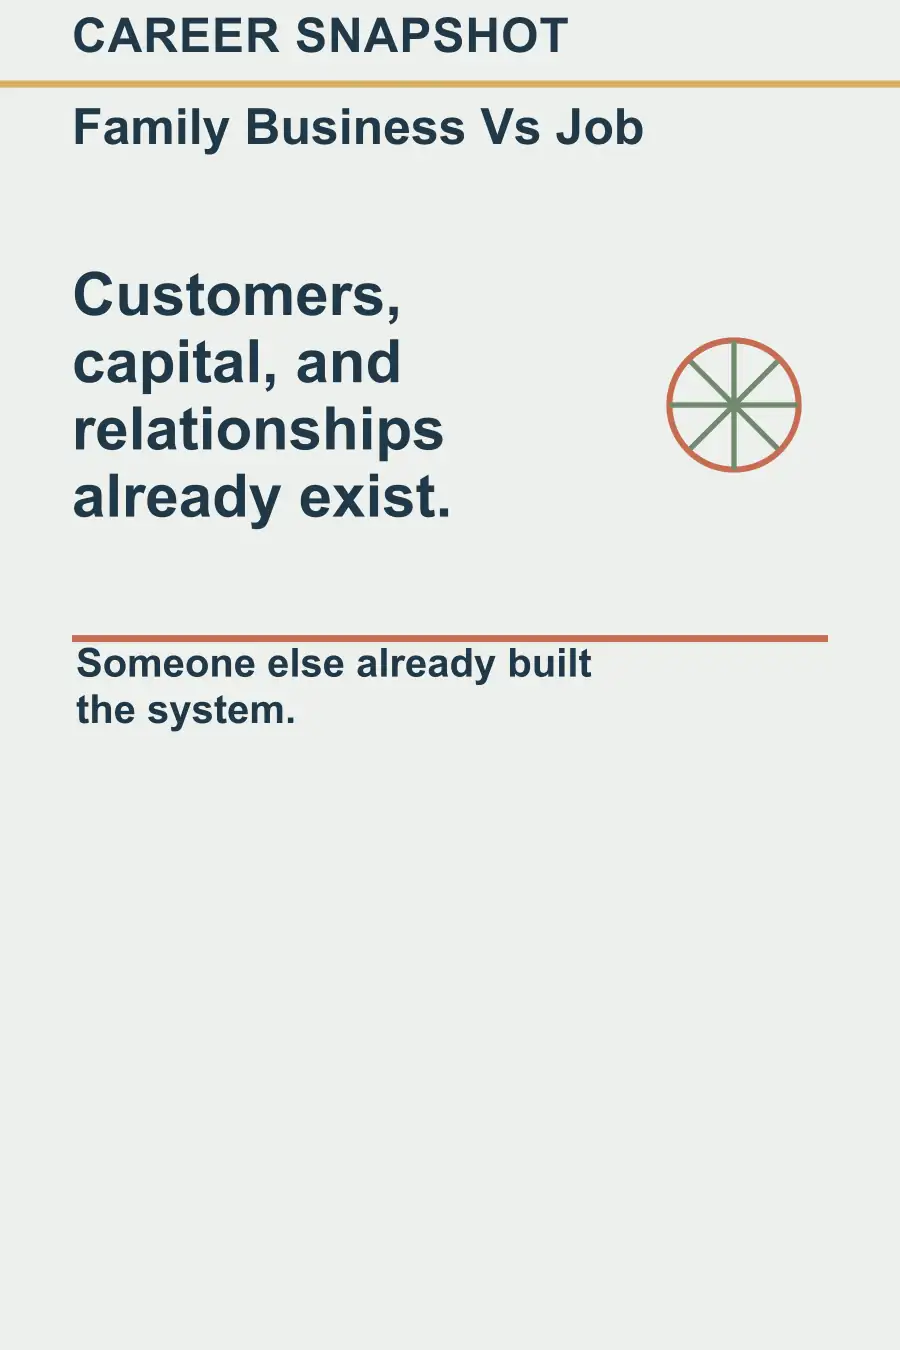 CAREER SNAPSHOT
Family Business Vs Job
Customers,
capital, and
relationships
already exist.
Someone else already built
the system.